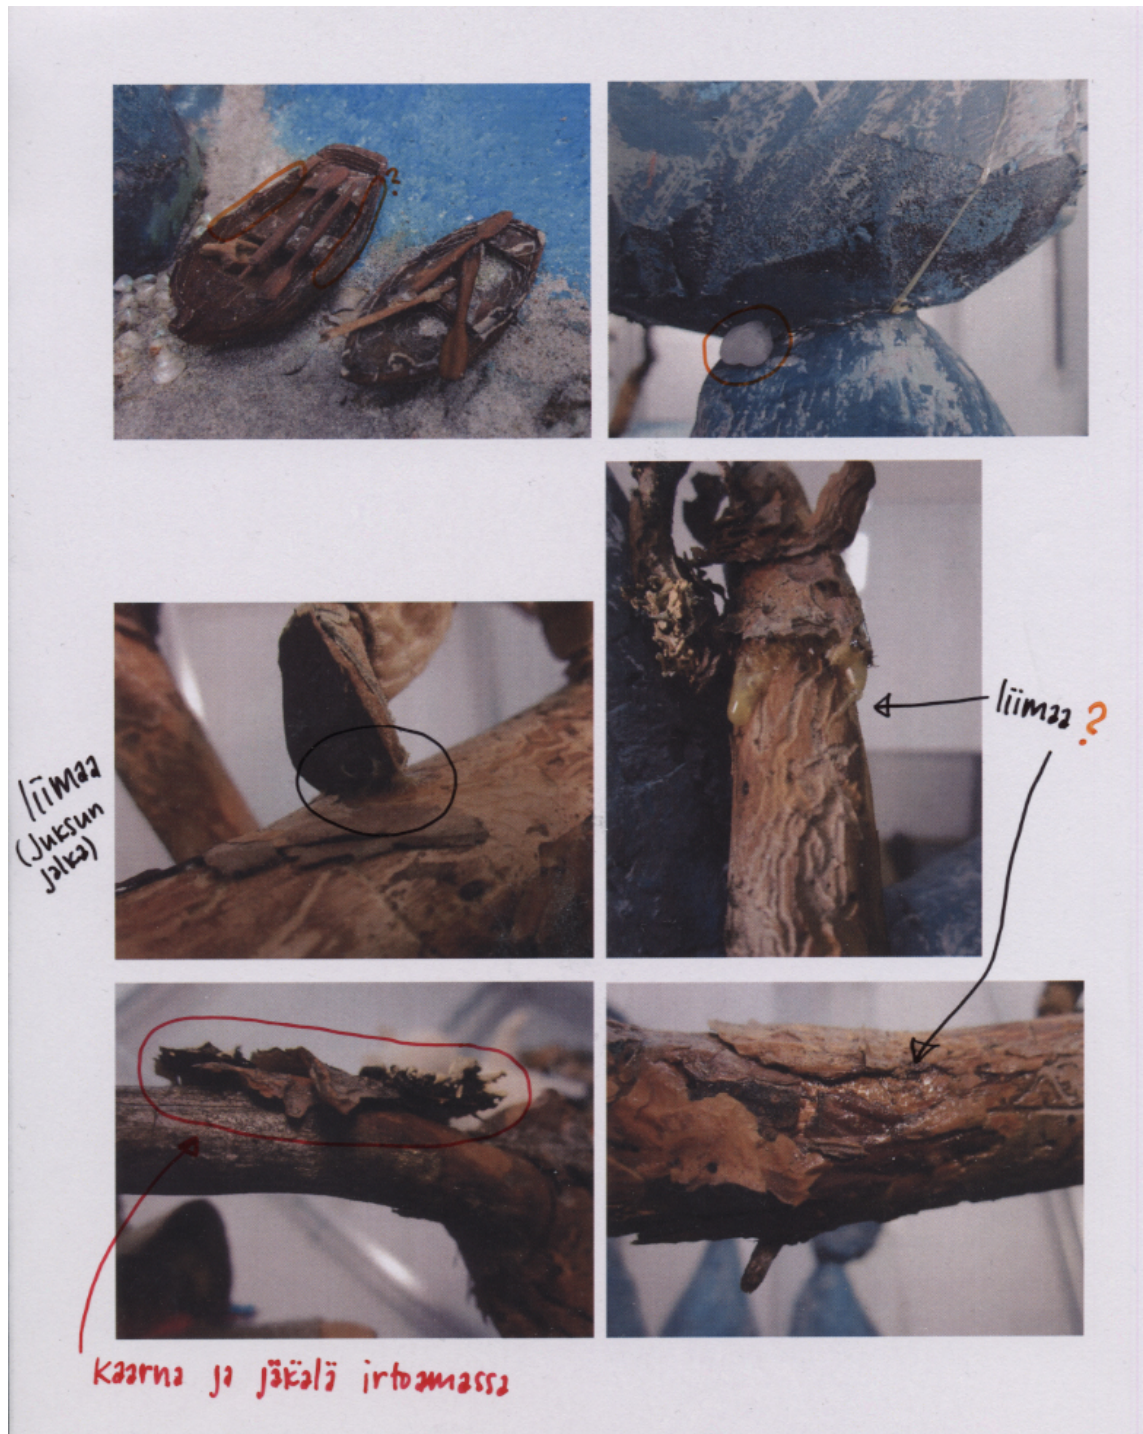 ?
liimaa ?
liimaa
(Juksun
jalka)
kaarna ja jäkälä irtoamassa